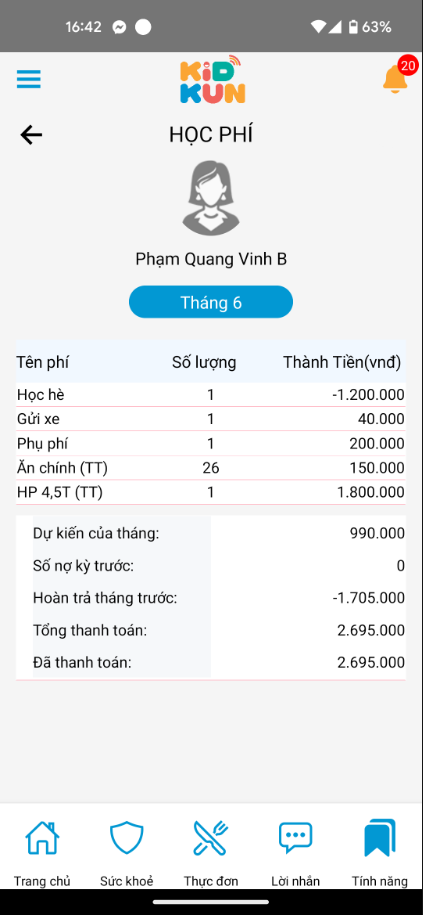 16:42 63%
KiD
KUN
20
HỌC PHÍ
Phạm Quang Vinh B
Tháng 6
Tên phí Số lượng Thành Tiền(vnđ)
Học hè 1 -1.200.000
Gửi xe 1 40.000
Phụ phí 1 200.000
Ăn chính (TT) 26 150.000
HP 4,5T (TT) 1 1.800.000
Dự kiến của tháng: 990.000
Số nợ kỳ trước: 0
Hoàn trả tháng trước: -1.705.000
Tổng thanh toán: 2.695.000
Đã thanh toán: 2.695.000
Trang chủ Sức khoẻ Thực đơn Lời nhắn Tính năng